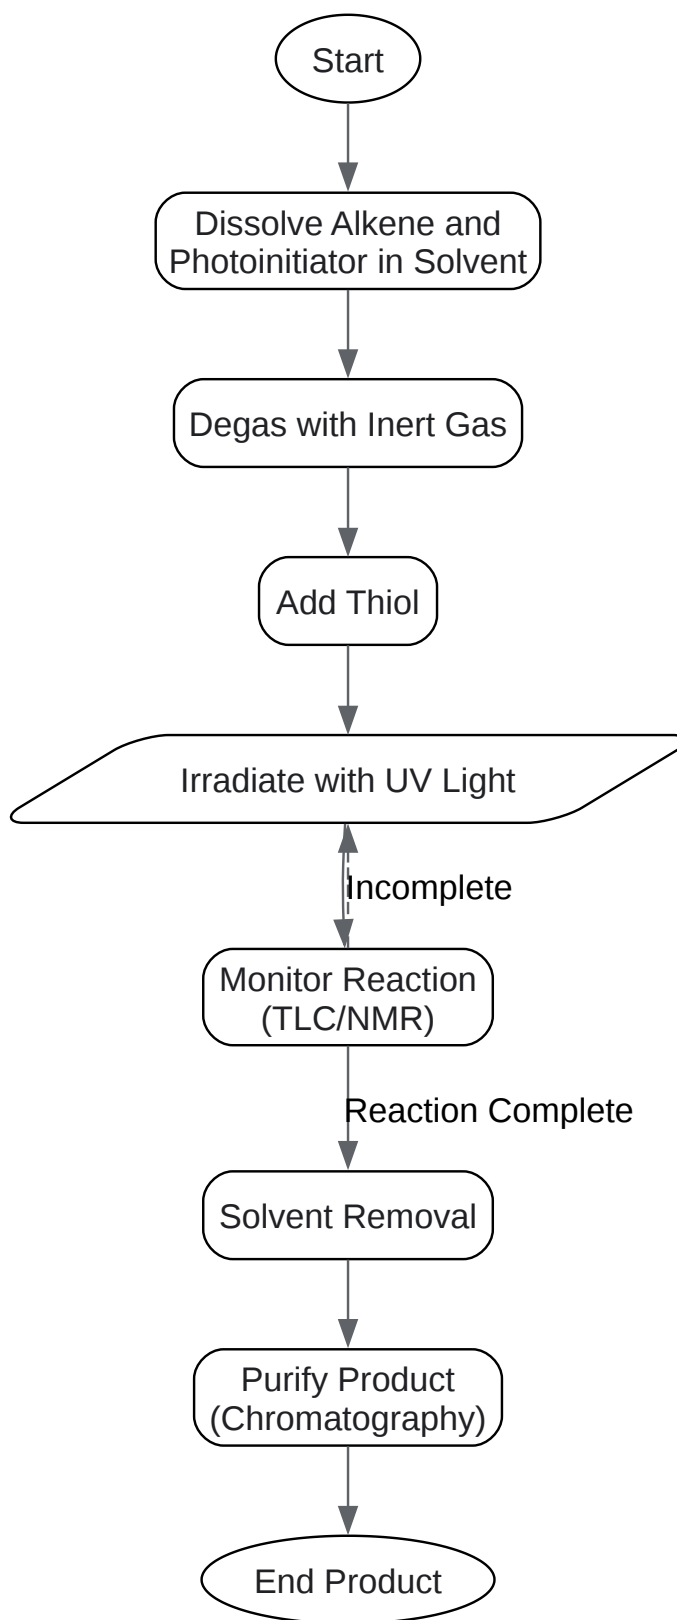 Start
Dissolve Alkene and
Photoinitiator in Solvent
Degas with Inert Gas
Add Thiol
Irradiate with UV Light
Incomplete
Monitor Reaction
(TLC/NMR)
Reaction Complete
Solvent Removal
Purify Product
(Chromatography)
End Product